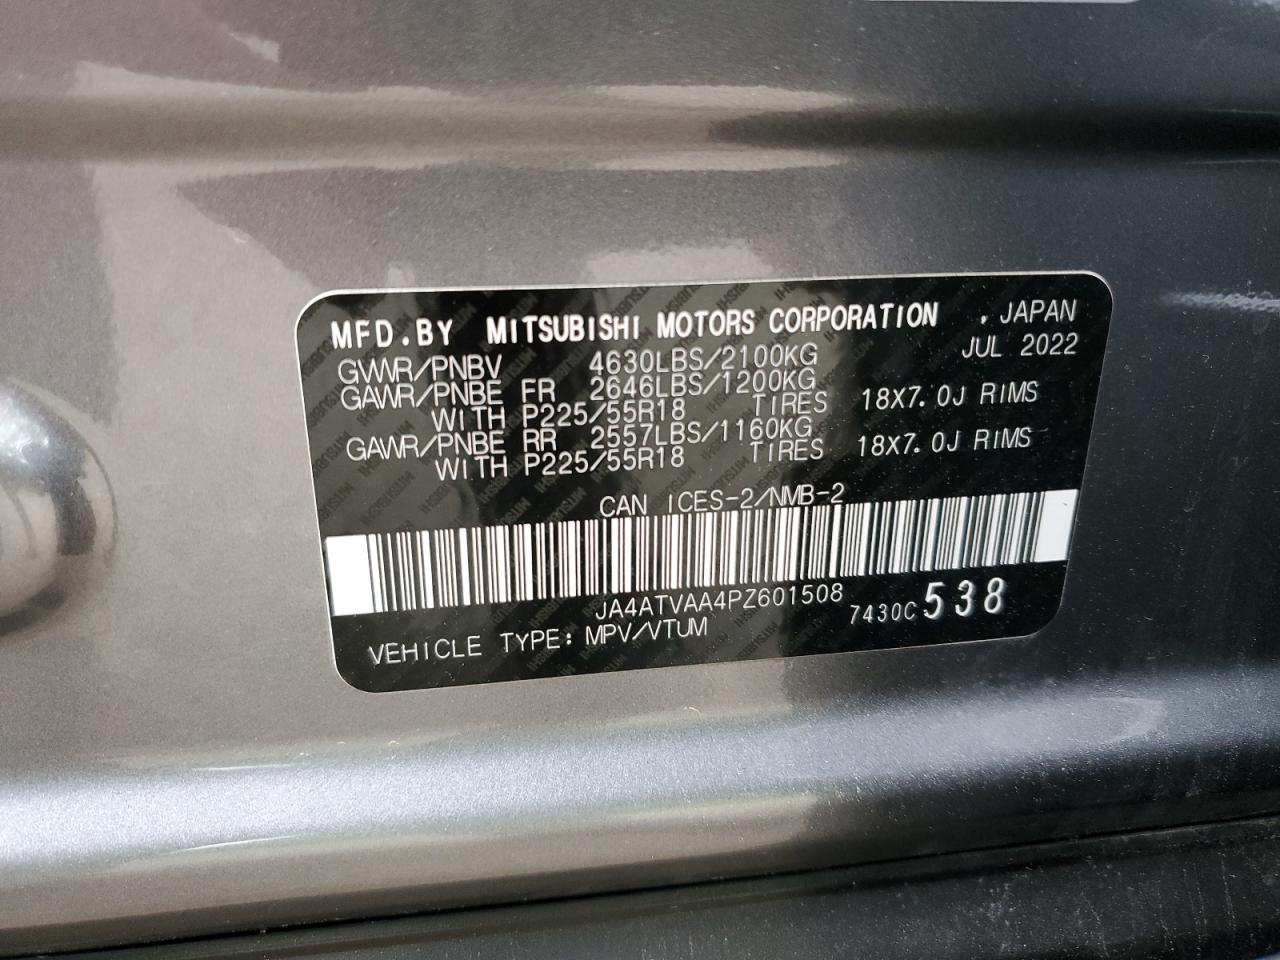 MFD.BY MITSUBISHI MOTORS CORPORATION , JAPAN
GVWR/PNBV 4630LBS/2100KG JUL 2022
GAWR/PNBE FR 2646LBS/1200KG
WITH P225/55R18 TIRES 18X7.0J RIMS
GAWR/PNBE RR 2557LBS/1160KG
WITH P225/55R18 TIRES 18X7.0J RIMS
CAN ICES-2/NMB-2
JA4ATVAA4PZ601508
VEHICLE TYPE: MPV/VTUM 7430C 538